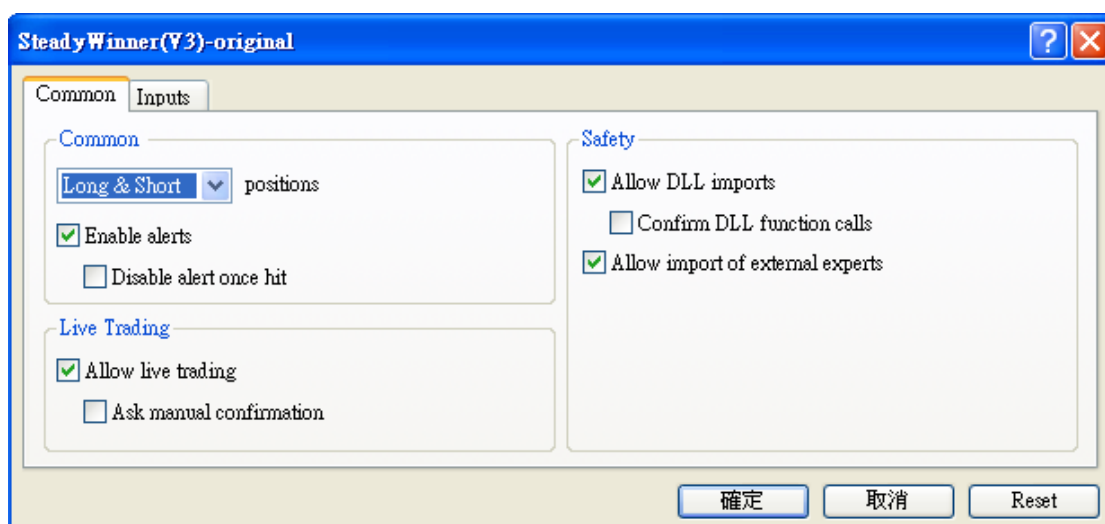 SteadyWinner(V3)-original
Common
Inputs
Common
Long & Short
positions
Enable alerts
Disable alert once hit
Live Trading
Allow live trading
Ask manual confirmation
Safety
Allow DLL imports
Confirm DLL function calls
Allow import of external experts
確定
取消
Reset